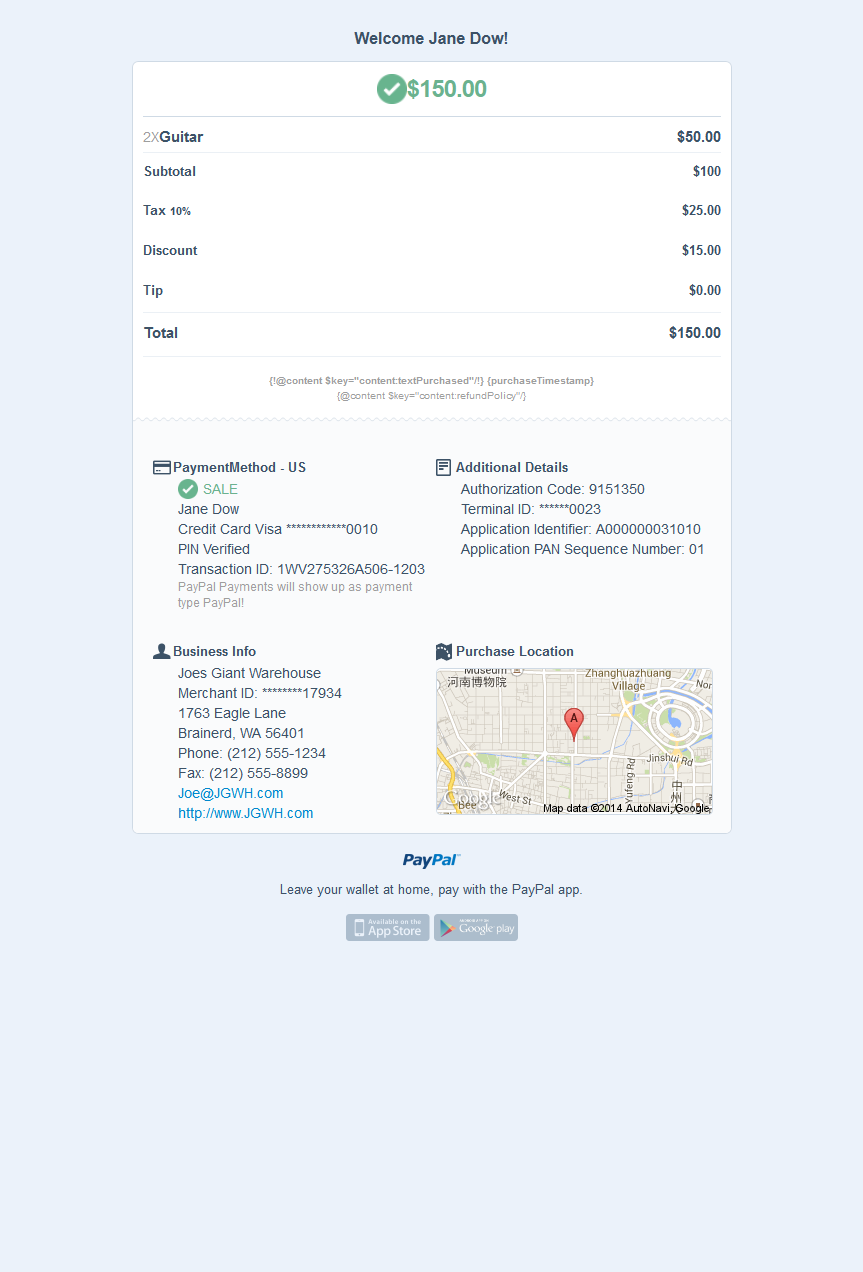 Welcome Jane Dow!
$150.00
2XGuitar $50.00
Subtotal $100
Tax 10% $25.00
Discount $15.00
Tip $0.00
Total $150.00
{!@content $key="content:textPurchased"/!} {purchaseTimestamp}
{@content $key="content:refundPolicy"/}
PaymentMethod - US
SALE
Jane Dow
Credit Card Visa ************0010
PIN Verified
Transaction ID: 1WV275326A506-1203
PayPal Payments will show up as payment
type PayPal!
Additional Details
Authorization Code: 9151350
Terminal ID: ******0023
Application Identifier: A000000031010
Application PAN Sequence Number: 01
Business Info
Joes Giant Warehouse
Merchant ID: ********17934
1763 Eagle Lane
Brainerd, WA 56401
Phone: (212) 555-1234
Fax: (212) 555-8899
Joe@JGWH.com
http://www.JGWH.com
Purchase Location
Museum
河南博物院
Zhanghuazhuang
Village
Nor
A
Jinshui Rd
Yufeng Rd
West St
中
州
大
Google
Bee
Map data ©2014 AutoNavi, Google
PayPal
Leave your wallet at home, pay with the PayPal app.
Available on the
App Store
Google play